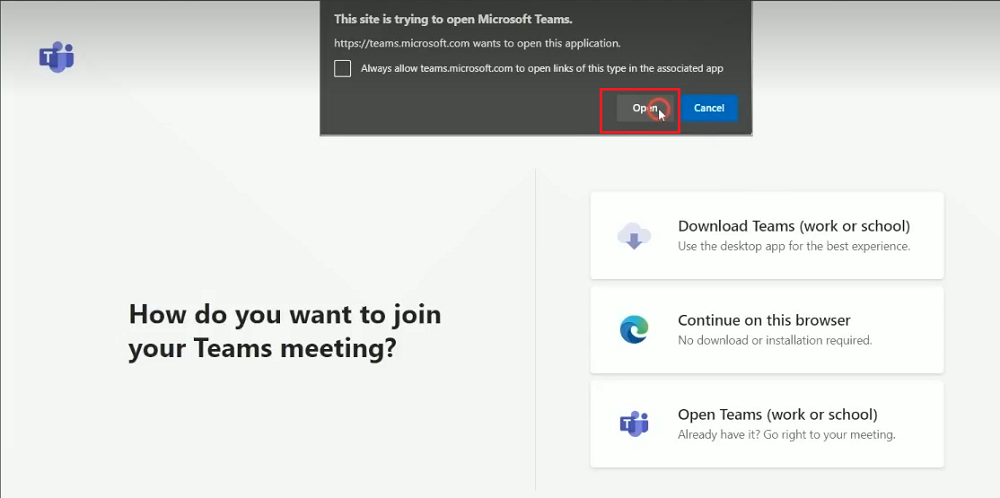 This site is trying to open Microsoft Teams.
https://teams.microsoft.com wants to open this application.
Always allow teams.microsoft.com to open links of this type in the associated app
Open Cancel
T
How do you want to join
your Teams meeting?
Download Teams (work or school)
Use the desktop app for the best experience.
Continue on this browser
No download or installation required.
T
Open Teams (work or school)
Already have it? Go right to your meeting.